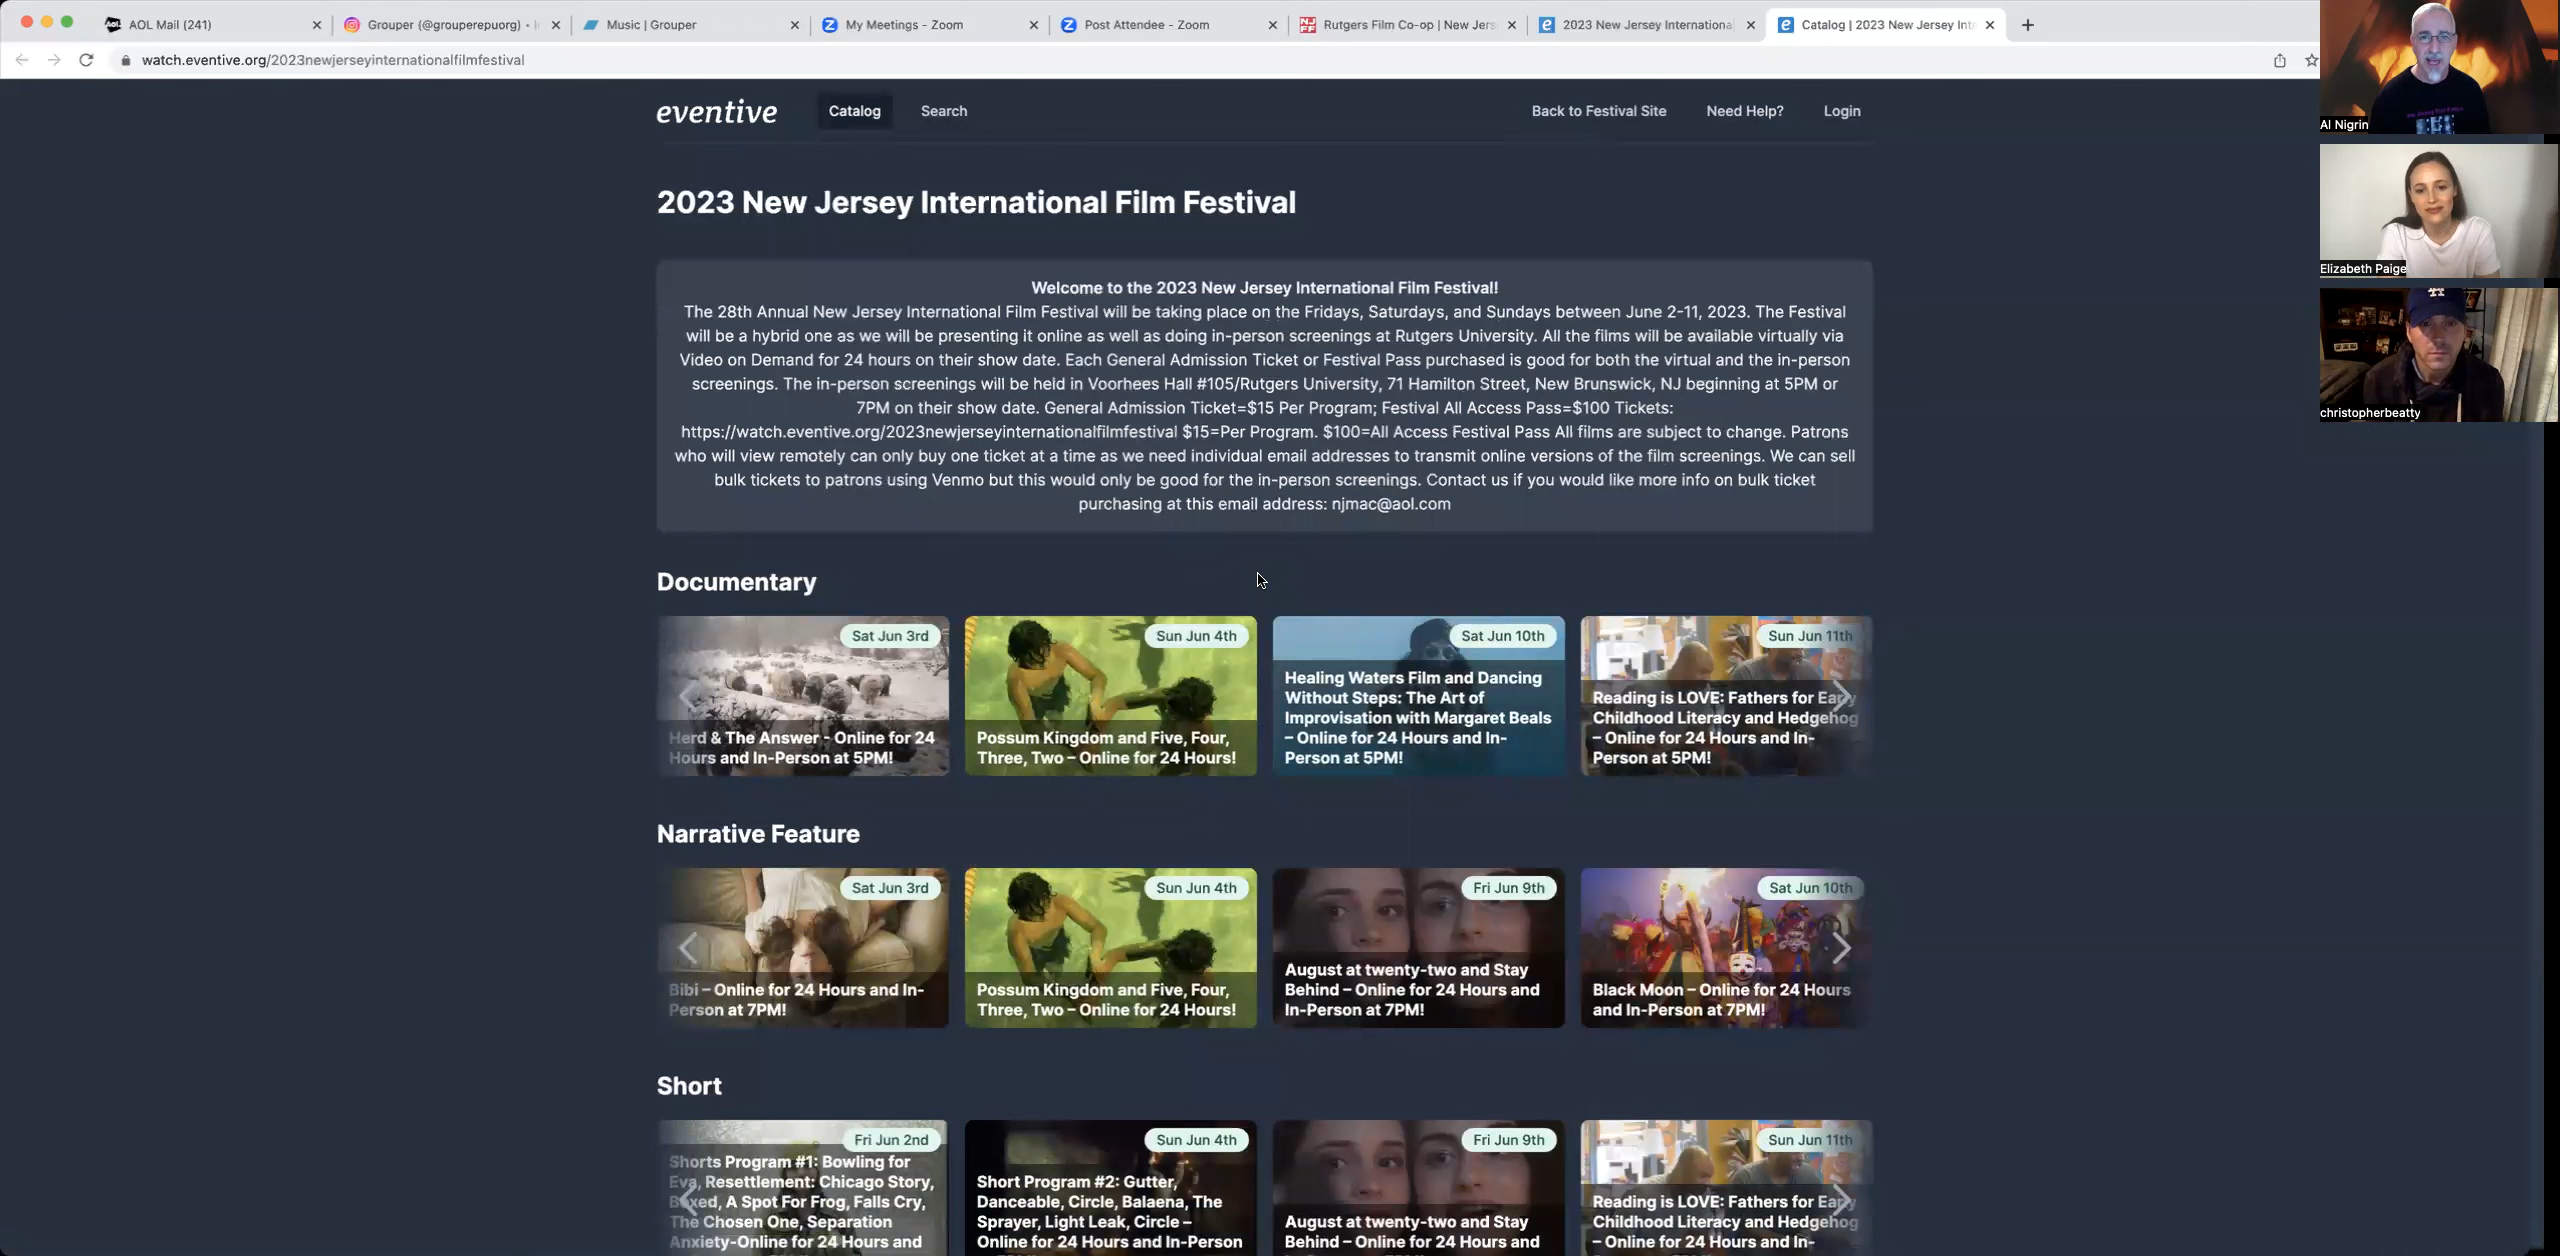 AOL Mail (241)
Grouper (@grouperepuorg) •
Music | Grouper
My Meetings - Zoom
Post Attendee - Zoom
Rutgers Film Co-op | New Jers
2023 New Jersey Internationa
Catalog | 2023 New Jersey Int
watch.eventive.org/2023newjerseyinternationalfilmfestival
eventive
Catalog
Search
Back to Festival Site
Need Help?
Login
Al Nigrin
Elizabeth Paige
christopherbeatty
2023 New Jersey International Film Festival
Welcome to the 2023 New Jersey International Film Festival!
The 28th Annual New Jersey International Film Festival will be taking place on the Fridays, Saturdays, and Sundays between June 2-11, 2023. The Festival
will be a hybrid one as we will be presenting it online as well as doing in-person screenings at Rutgers University. All the films will be available virtually via
Video on Demand for 24 hours on their show date. Each General Admission Ticket or Festival Pass purchased is good for both the virtual and the in-person
screenings. The in-person screenings will be held in Voorhees Hall #105/Rutgers University, 71 Hamilton Street, New Brunswick, NJ beginning at 5PM or
7PM on their show date. General Admission Ticket=$15 Per Program; Festival All Access Pass=$100 Tickets:
https://watch.eventive.org/2023newjerseyinternationalfilmfestival $15=Per Program. $100=All Access Festival Pass All films are subject to change. Patrons
who will view remotely can only buy one ticket at a time as we need individual email addresses to transmit online versions of the film screenings. We can sell
bulk tickets to patrons using Venmo but this would only be good for the in-person screenings. Contact us if you would like more info on bulk ticket
purchasing at this email address: njmac@aol.com
Documentary
Sat Jun 3rd
Herd & The Answer - Online for 24
Hours and In-Person at 5PM!
Sun Jun 4th
Possum Kingdom and Five, Four,
Three, Two – Online for 24 Hours!
Sat Jun 10th
Healing Waters Film and Dancing
Without Steps: The Art of
Improvisation with Margaret Beals
– Online for 24 Hours and In-
Person at 5PM!
Sun Jun 11th
Reading is LOVE: Fathers for Early
Childhood Literacy and Hedgehog
– Online for 24 Hours and In-
Person at 5PM!
Narrative Feature
Sat Jun 3rd
Bibi – Online for 24 Hours and In-
Person at 7PM!
Sun Jun 4th
Possum Kingdom and Five, Four,
Three, Two – Online for 24 Hours!
Fri Jun 9th
August at twenty-two and Stay
Behind – Online for 24 Hours and
In-Person at 7PM!
Sat Jun 10th
Black Moon – Online for 24 Hours
and In-Person at 7PM!
Short
Fri Jun 2nd
Shorts Program #1: Bowling for
Eva, Resettlement: Chicago Story,
Boxed, A Spot For Frog, Falls Cry,
The Chosen One, Separation
Anxiety-Online for 24 Hours and
Sun Jun 4th
Short Program #2: Gutter,
Danceable, Circle, Balaena, The
Sprayer, Light Leak, Circle –
Online for 24 Hours and In-Person
Fri Jun 9th
August at twenty-two and Stay
Behind – Online for 24 Hours and
Sun Jun 11th
Reading is LOVE: Fathers for Early
Childhood Literacy and Hedgehog
– Online for 24 Hours and In-